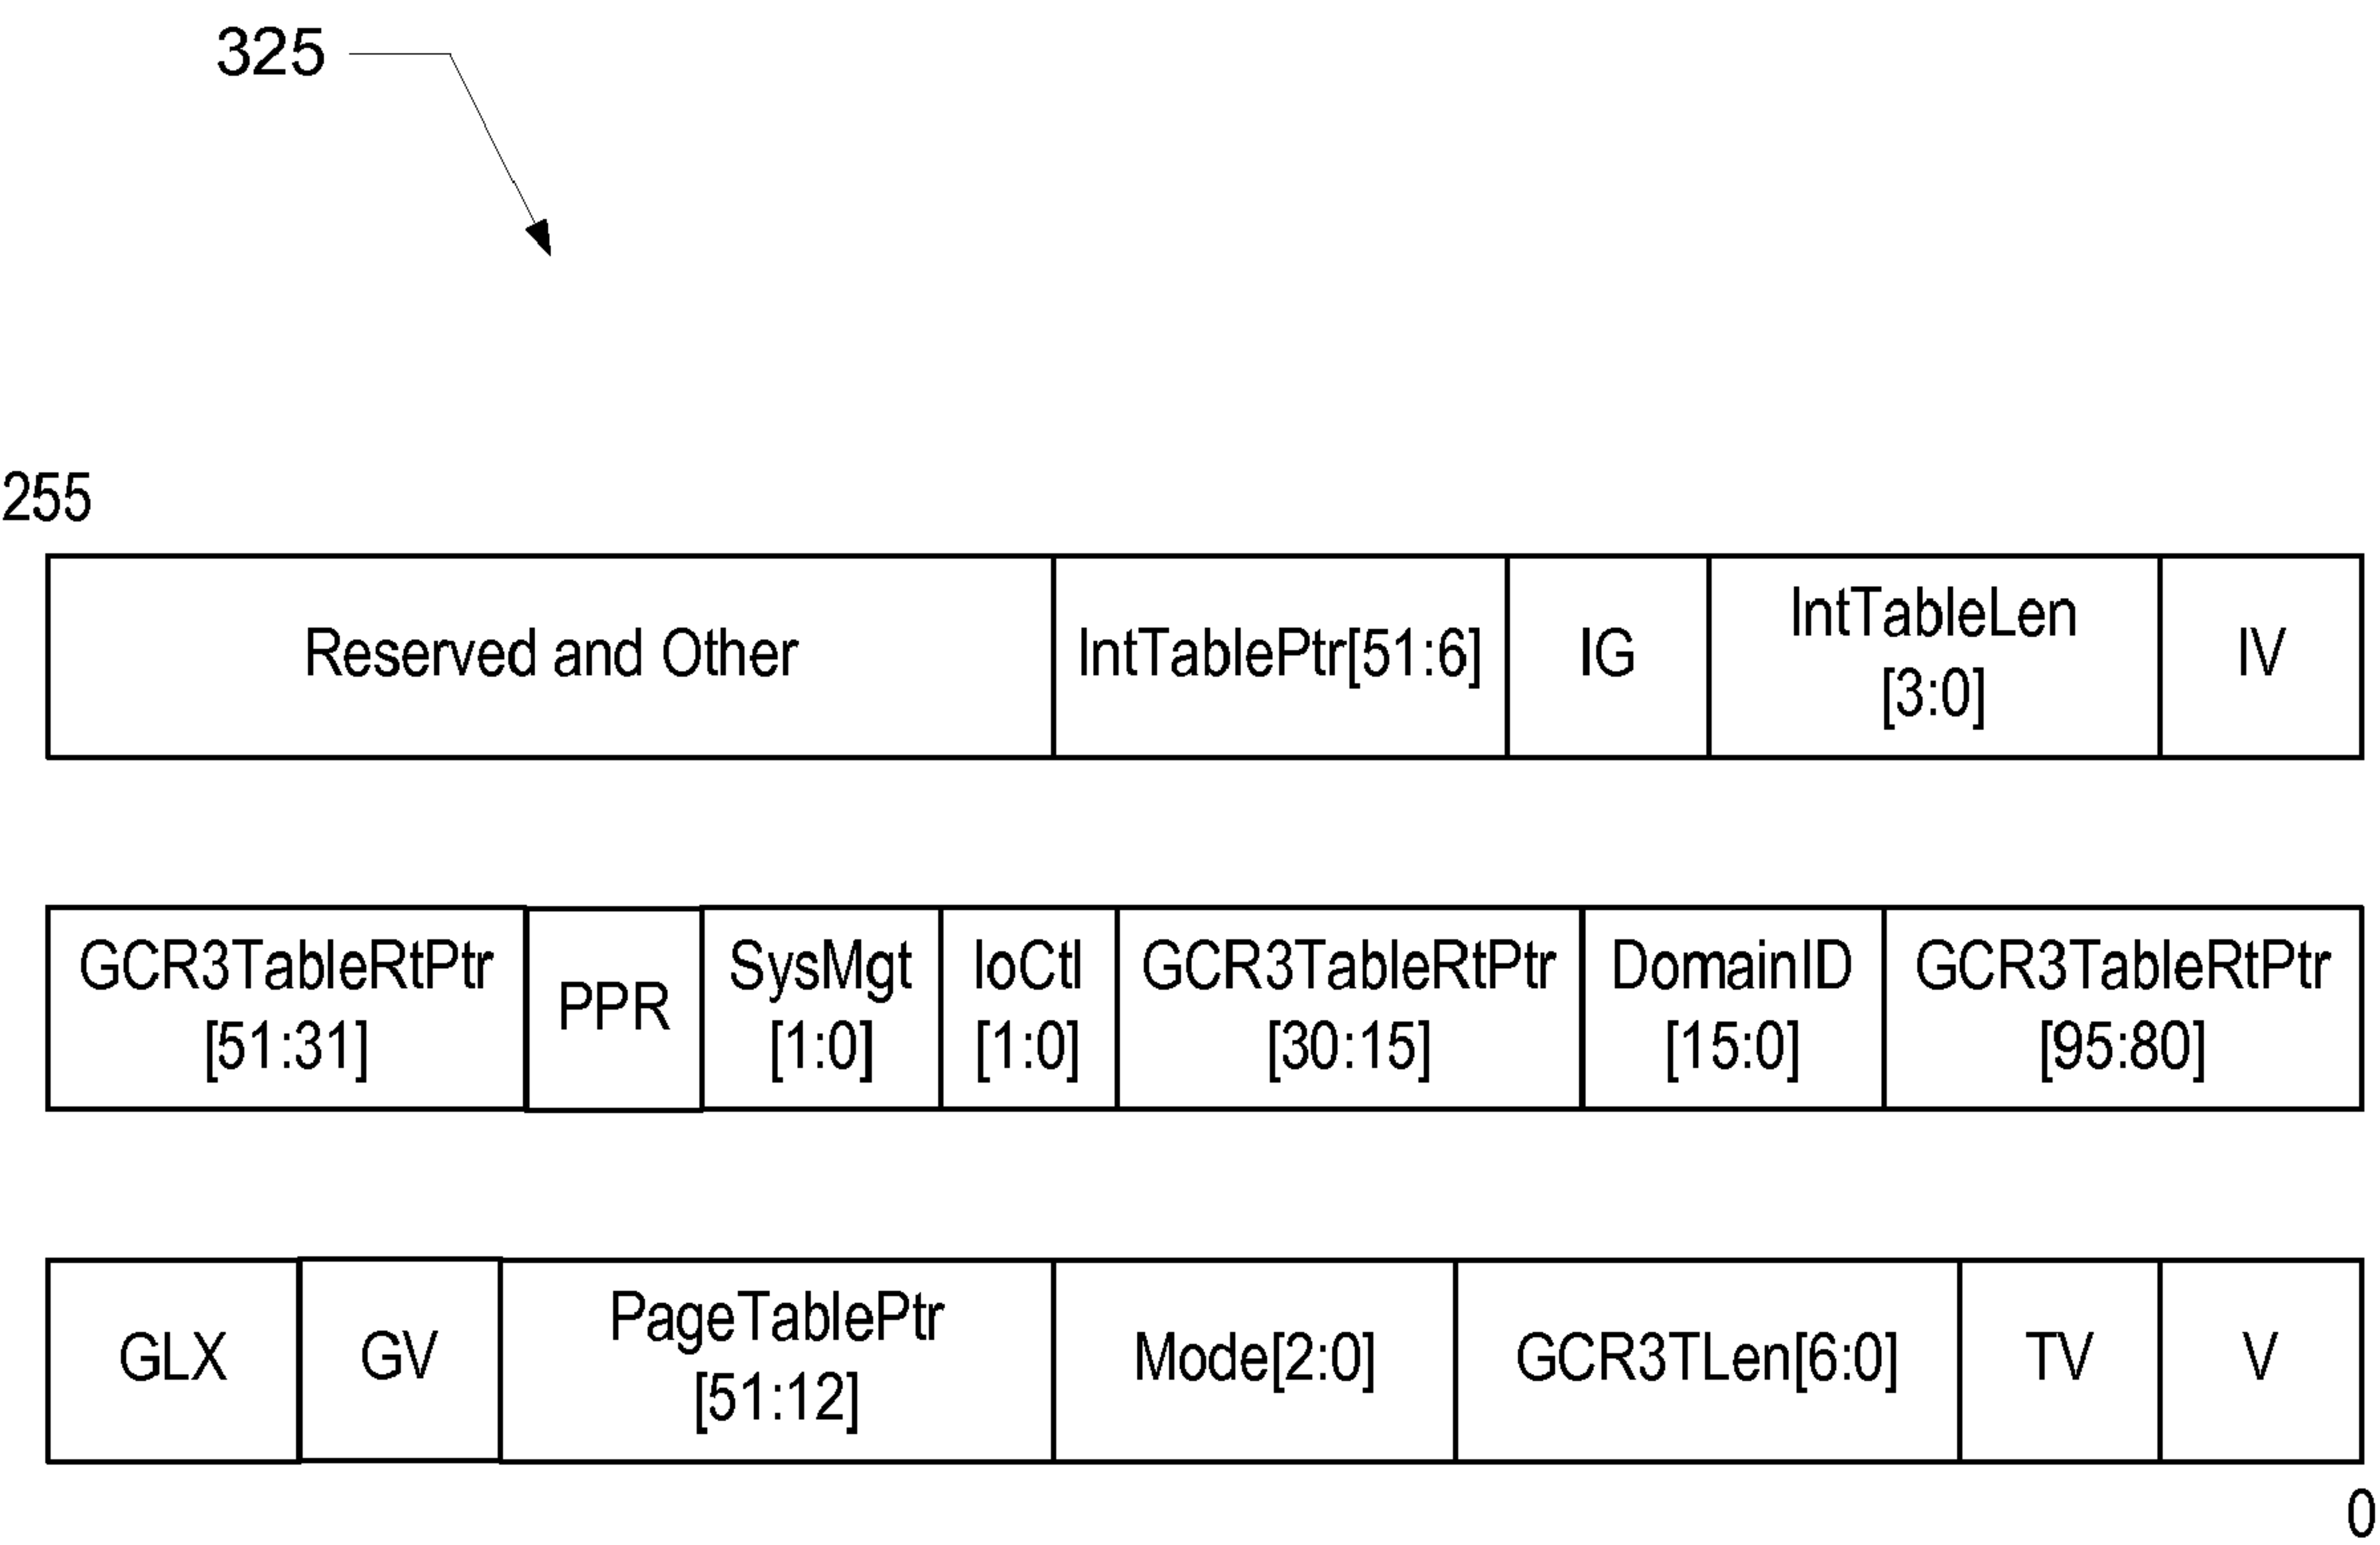 325
255
Reserved and Other
IntTablePtr[51:6]
IG
IntTableLen
[3:0]
IV
GCR3TableRtPtr
[51:31]
PPR
SysMgt
[1:0]
IoCtl
[1:0]
GCR3TableRtPtr
[30:15]
DomainID
[15:0]
GCR3TableRtPtr
[95:80]
GLX
GV
PageTablePtr
[51:12]
Mode[2:0]
GCR3TLen[6:0]
TV
V
0